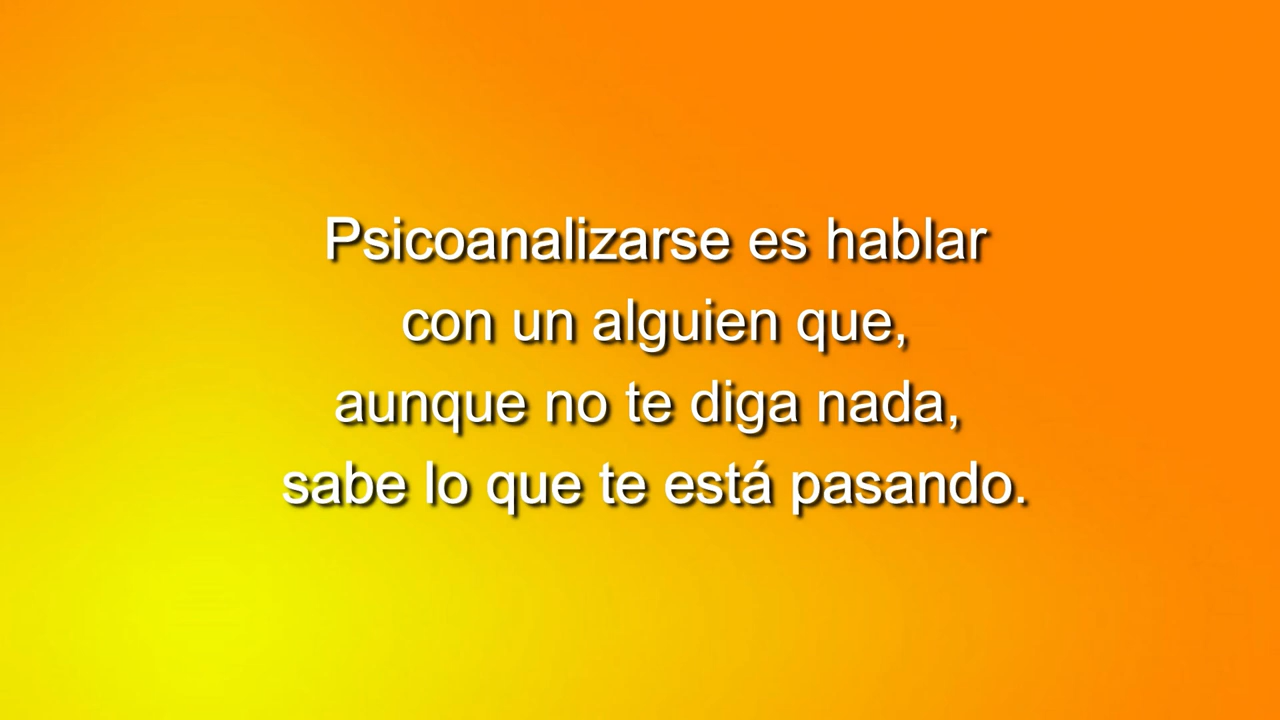 Psicoanalizarse es hablar
con un alguien que,
aunque no te diga nada,
sabe lo que te está pasando.